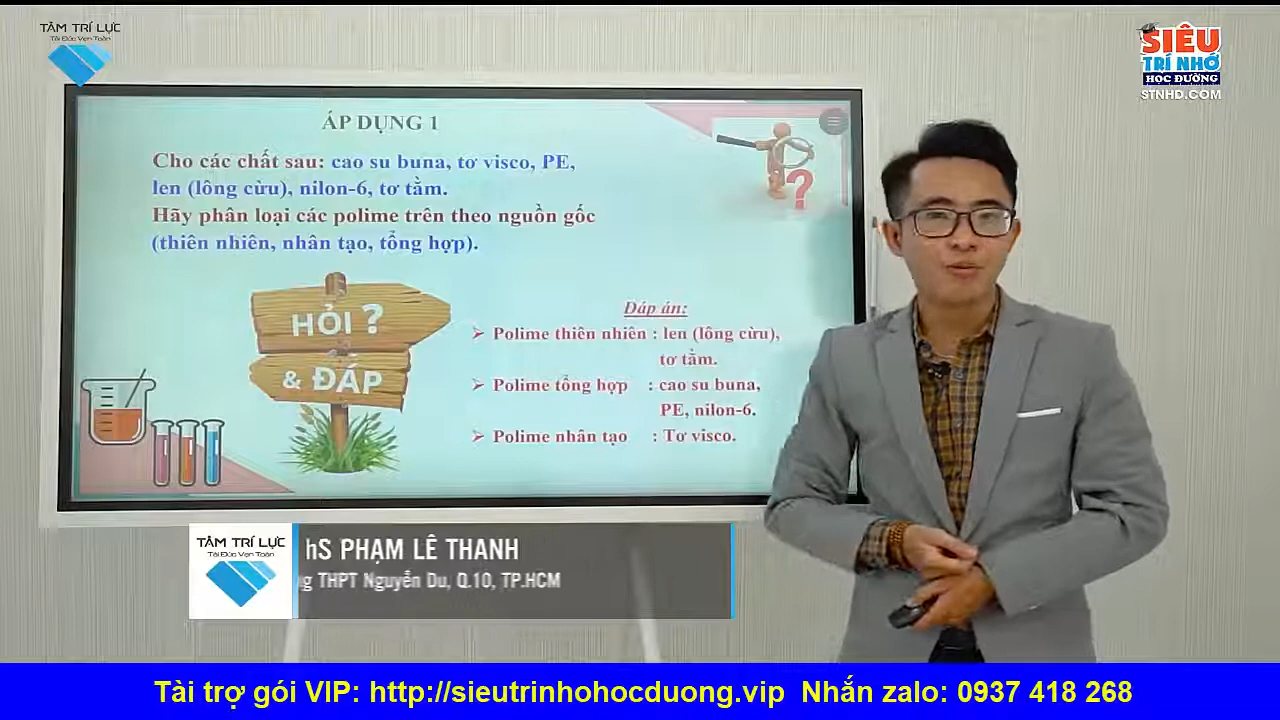 TÂM TRÍ LỰC
Tài Đức Vẹn Toàn
SIÊU
TRÍ NHỚ
HỌC ĐƯỜNG
STNHD.COM
ÁP DỤNG 1
Cho các chất sau: cao su buna, tơ visco, PE,
len (lông cừu), nilon-6, tơ tằm.
Hãy phân loại các polime trên theo nguồn gốc
(thiên nhiên, nhân tạo, tổng hợp).
HỎI ?
& ĐÁP
?
Đáp án:
➢ Polime thiên nhiên : len (lông cừu),
tơ tằm.
➢ Polime tổng hợp : cao su buna,
PE, nilon-6.
➢ Polime nhân tạo : Tơ visco.
TÂM TRÍ LỰC
Tài Đức Vẹn Toàn
hS PHẠM LÊ THANH
ng THPT Nguyễn Du, Q.10, TP.HCM
Tài trợ gói VIP: http://sieutrinhohocduong.vip Nhắn zalo: 0937 418 268